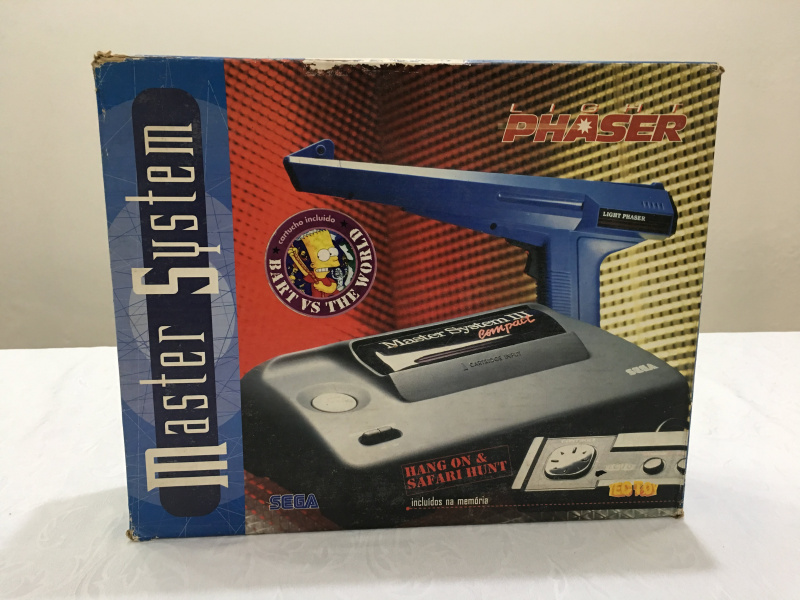 Master System
LIGHT
PHASER
LIGHT PHASER
cartucho incluido
BART VS THE WORLD
Master System III
Compact
CARTRIDGE INPUT
SEGA
HANG ON &
SAFARI HUNT
SEGA
incluídos na memória
TEC TOY